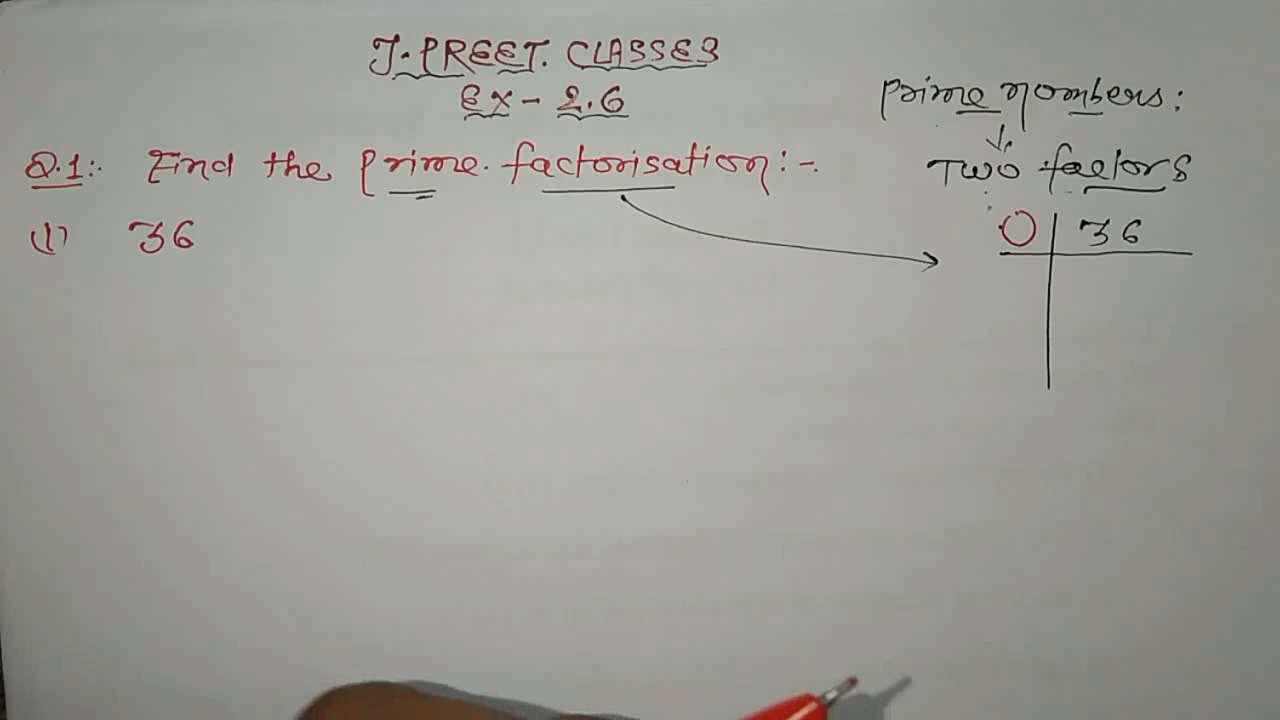 J. PREET. CLASSES
EX - 2.6
Prime numbers:
Q.1:- Find the Prime. factorisation:-
Two factors
(1) 36
36